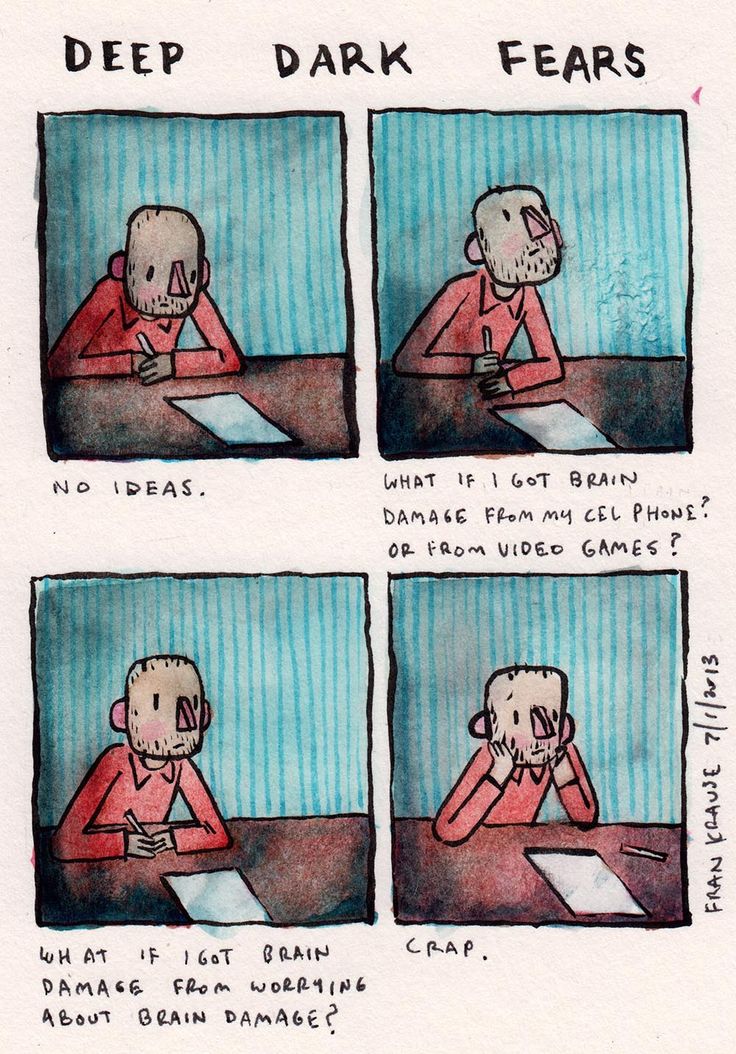 DEEP DARK FEARS
NO IDEAS.
WHAT IF I GOT BRAIN
DAMAGE FROM MY CEL PHONE?
OR FROM VIDEO GAMES?
WHAT IF I GOT BRAIN
DAMAGE FROM WORRYING
ABOUT BRAIN DAMAGE?
CRAP.
FRAN KRAUSE 7/1/2013